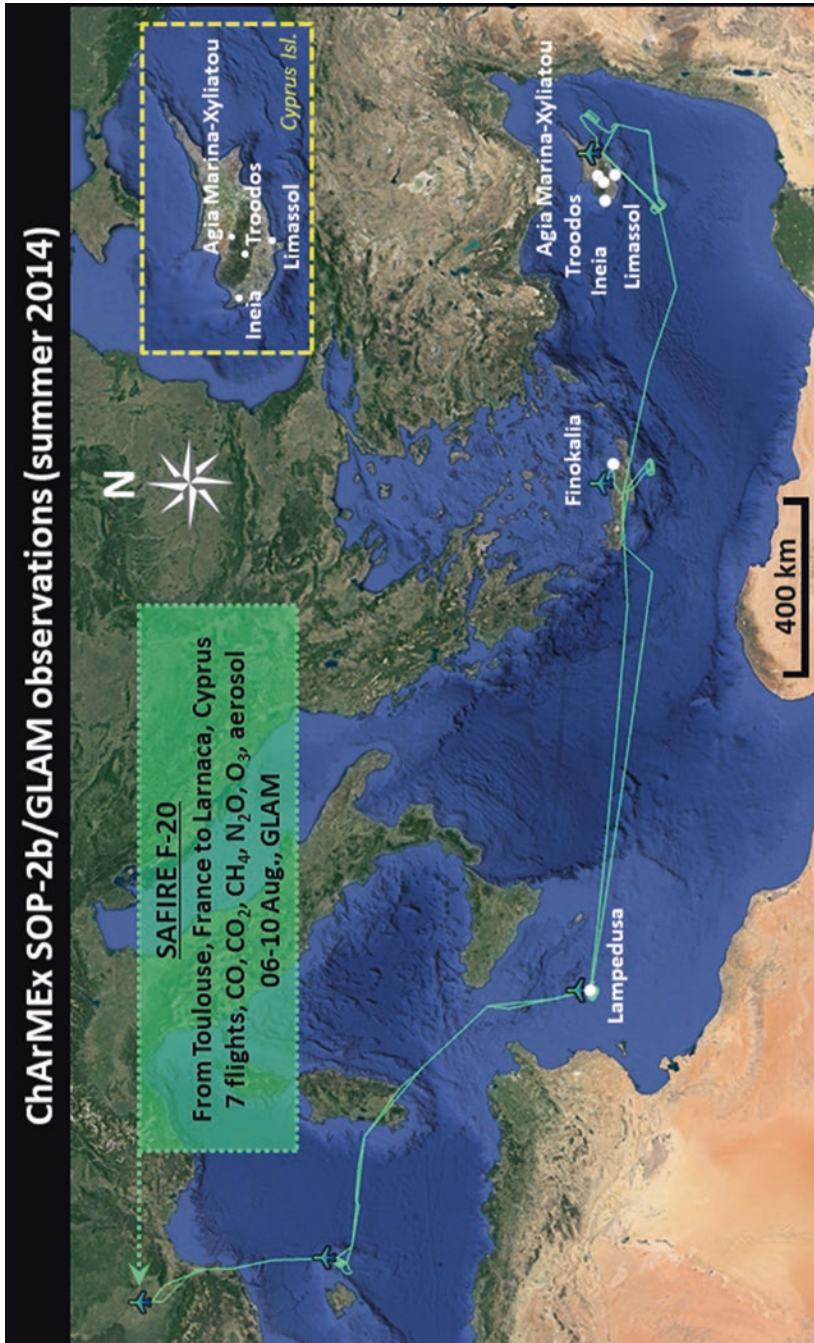 ChArMEx SOP-2b/GLAM observations (summer 2014)
SAFIRE F-20
From Toulouse, France to Larnaca, Cyprus
7 flights, CO, CO₂, CH₄, N₂O, O₃, aerosol
06-10 Aug., GLAM
N
Agia Marina-Xyliatou
Troodos
Ineia
Limassol
Cyprus Isl.
Agia Marina-Xyliatou
Troodos
Ineia
Limassol
Finokalia
Lampedusa
400 km